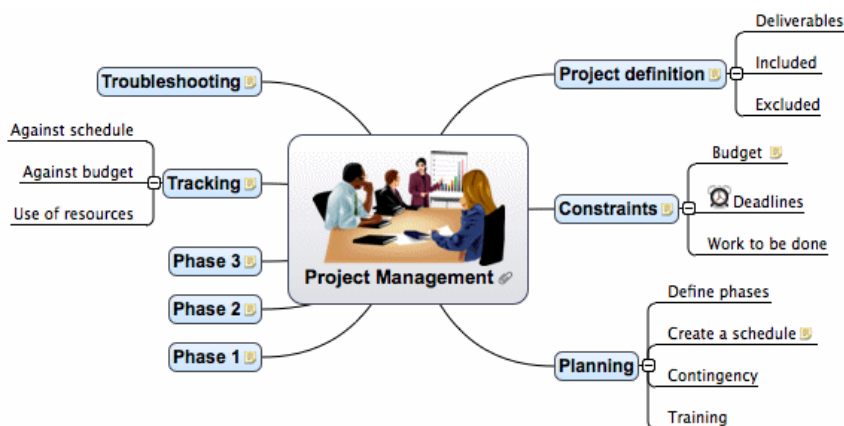 Troubleshooting
Against schedule
Against budget
Use of resources
Tracking
Phase 3
Phase 2
Phase 1
Project Management
Project definition
Deliverables
Included
Excluded
Constraints
Budget
Deadlines
Work to be done
Planning
Define phases
Create a schedule
Contingency
Training